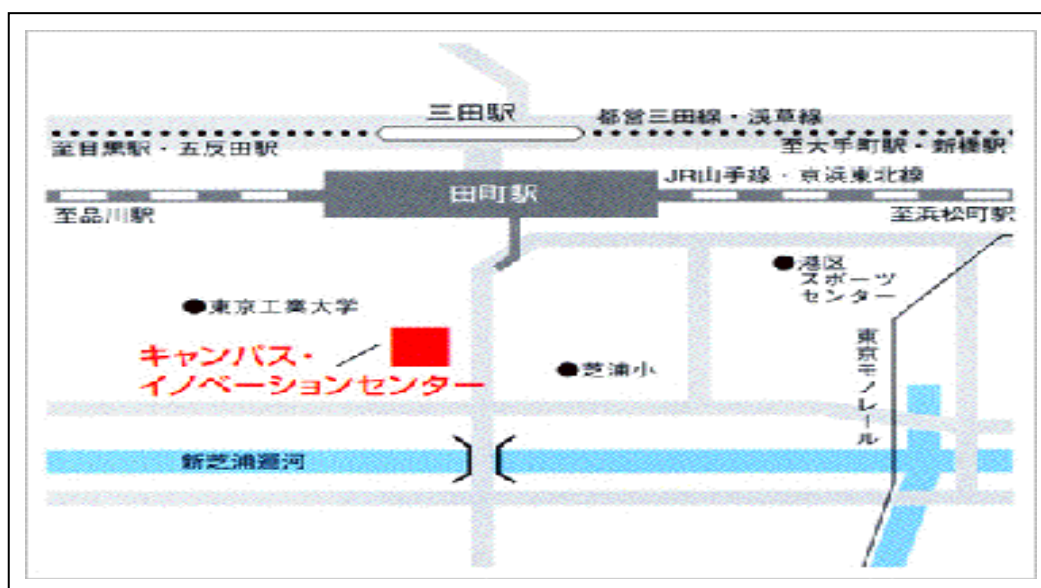 三田駅
都営三田線・浅草線
至目黒駅・五反田駅
至大手町駅・新橋駅
田町駅
JR山手線・京浜東北線
至品川駅
至浜松町駅
●港区
スポーツ
センター
●東京工業大学
キャンパス・
イノベーションセンター
●芝浦小
東京モノレール
新芝浦運河